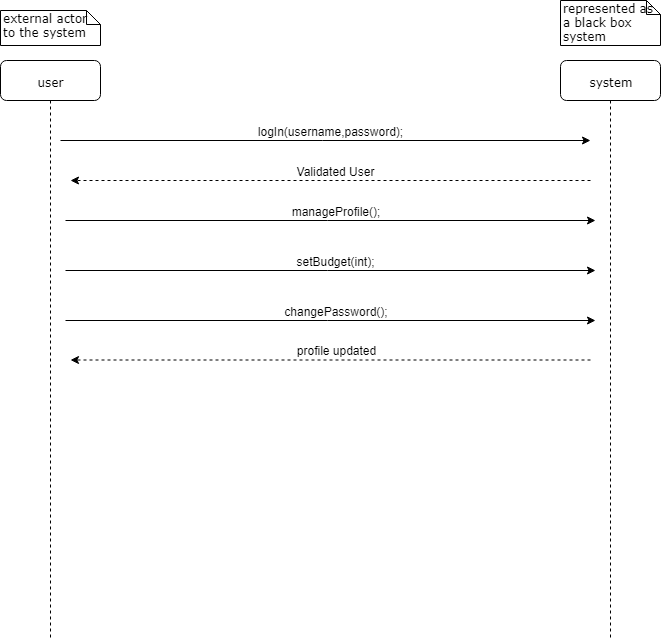 external actor
to the system
represented as
a black box
system
user
system
logIn(username,password);
Validated User
manageProfile();
setBudget(int);
changePassword();
profile updated